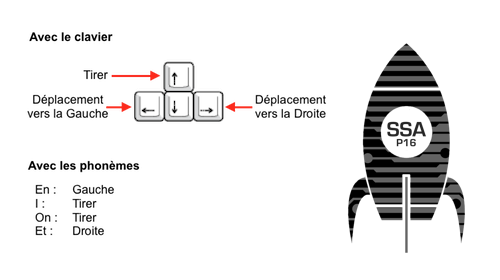 Avec le clavier
Tirer
Déplacement
vers la Gauche
Déplacement
vers la Droite
Avec les phonèmes
En : Gauche
I : Tirer
On : Tirer
Et : Droite
SSA
P16